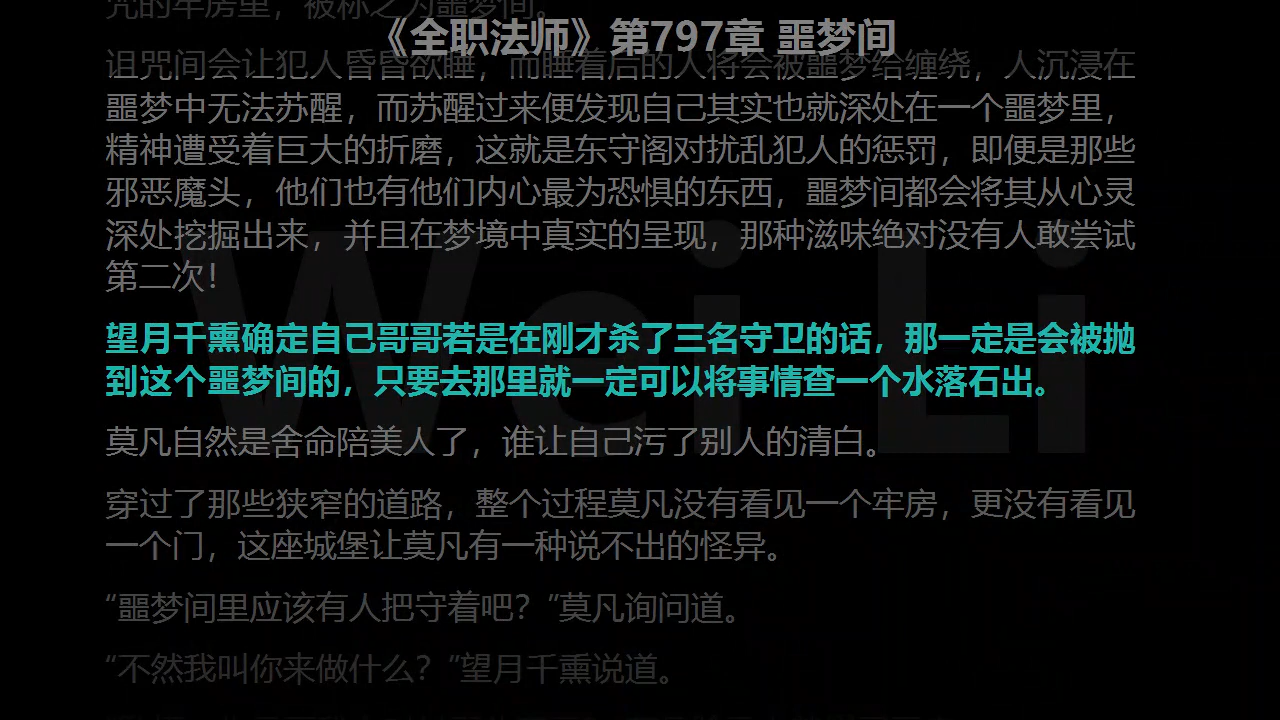 咒的牢房里，被称之为噩梦间。
《全职法师》第797章 噩梦间
诅咒间会让犯人昏昏欲睡，而睡着后的人将会被噩梦给缠绕，人沉浸在
噩梦中无法苏醒，而苏醒过来便发现自己其实也就深处在一个噩梦里，
精神遭受着巨大的折磨，这就是东守阁对扰乱犯人的惩罚，即便是那些
邪恶魔头，他们也有他们内心最为恐惧的东西，噩梦间都会将其从心灵
深处挖掘出来，并且在梦境中真实的呈现，那种滋味绝对没有人敢尝试
第二次！
望月千熏确定自己哥哥若是在刚才杀了三名守卫的话，那一定是会被抛
到这个噩梦间的，只要去那里就一定可以将事情查一个水落石出。
莫凡自然是舍命陪美人了，谁让自己污了别人的清白。
穿过了那些狭窄的道路，整个过程莫凡没有看见一个牢房，更没有看见
一个门，这座城堡让莫凡有一种说不出的怪异。
“噩梦间里应该有人把守着吧？”莫凡询问道。
“不然我叫你来做什么？”望月千熏说道。
Wei Li